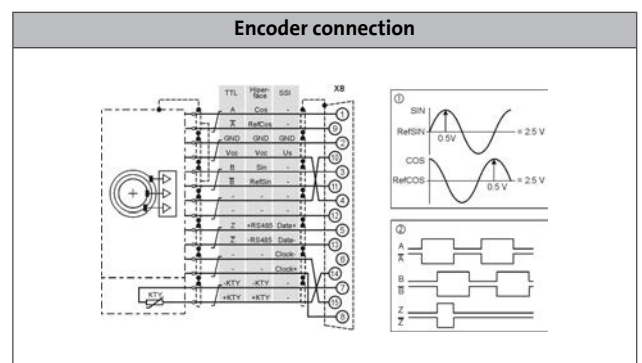 Encoder connection
TTL Hiper- face SSI X8
A Cos - 1
A̅ RefCos - 9
GND GND GND 2
Vcc Vcc Us 10
B Sin - 3
B̅ RefSin - 11
- - - 4
- - - 12
Z +RS485 Data+ 5
Z̅ -RS485 Data- 13
- - Clock- 6
- - Clock+ 14
-KTY -KTY - 7
+KTY +KTY - 15
8
KTY
①
SIN
RefSIN 0.5V = 2.5 V
COS
RefCOS 0.5 V = 2.5 V
②
A
A̅
B
B̅
Z
Z̅